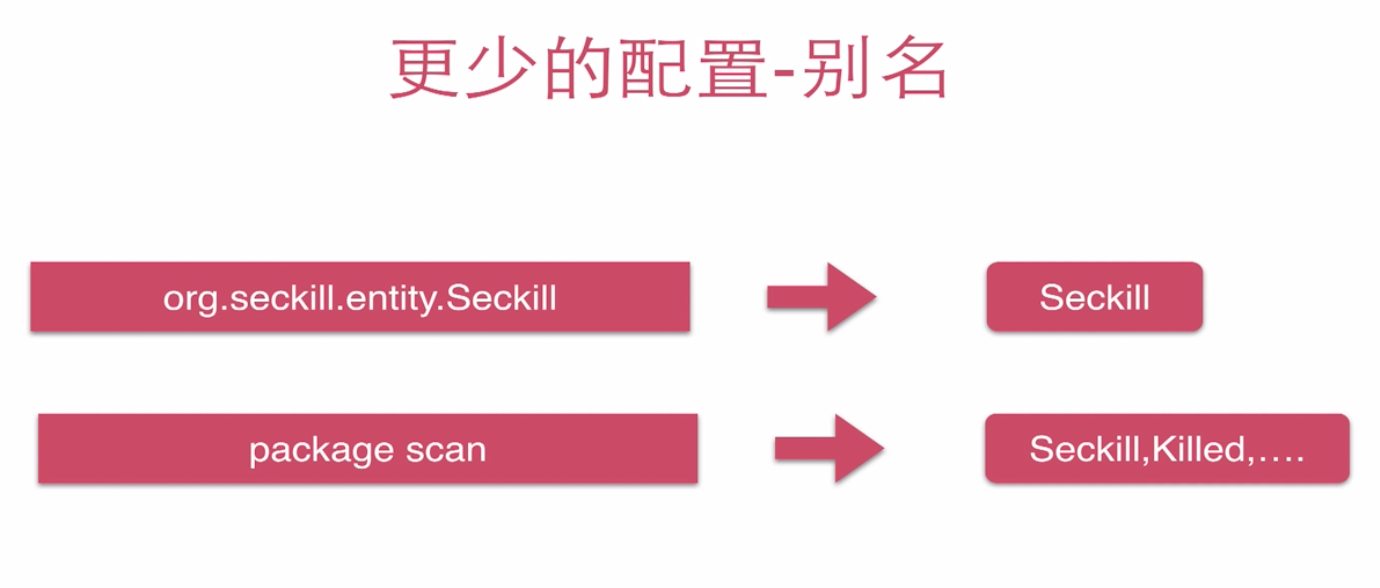 更少的配置-别名
org.seckill.entity.Seckill
Seckill
package scan
Seckill,Killed,....